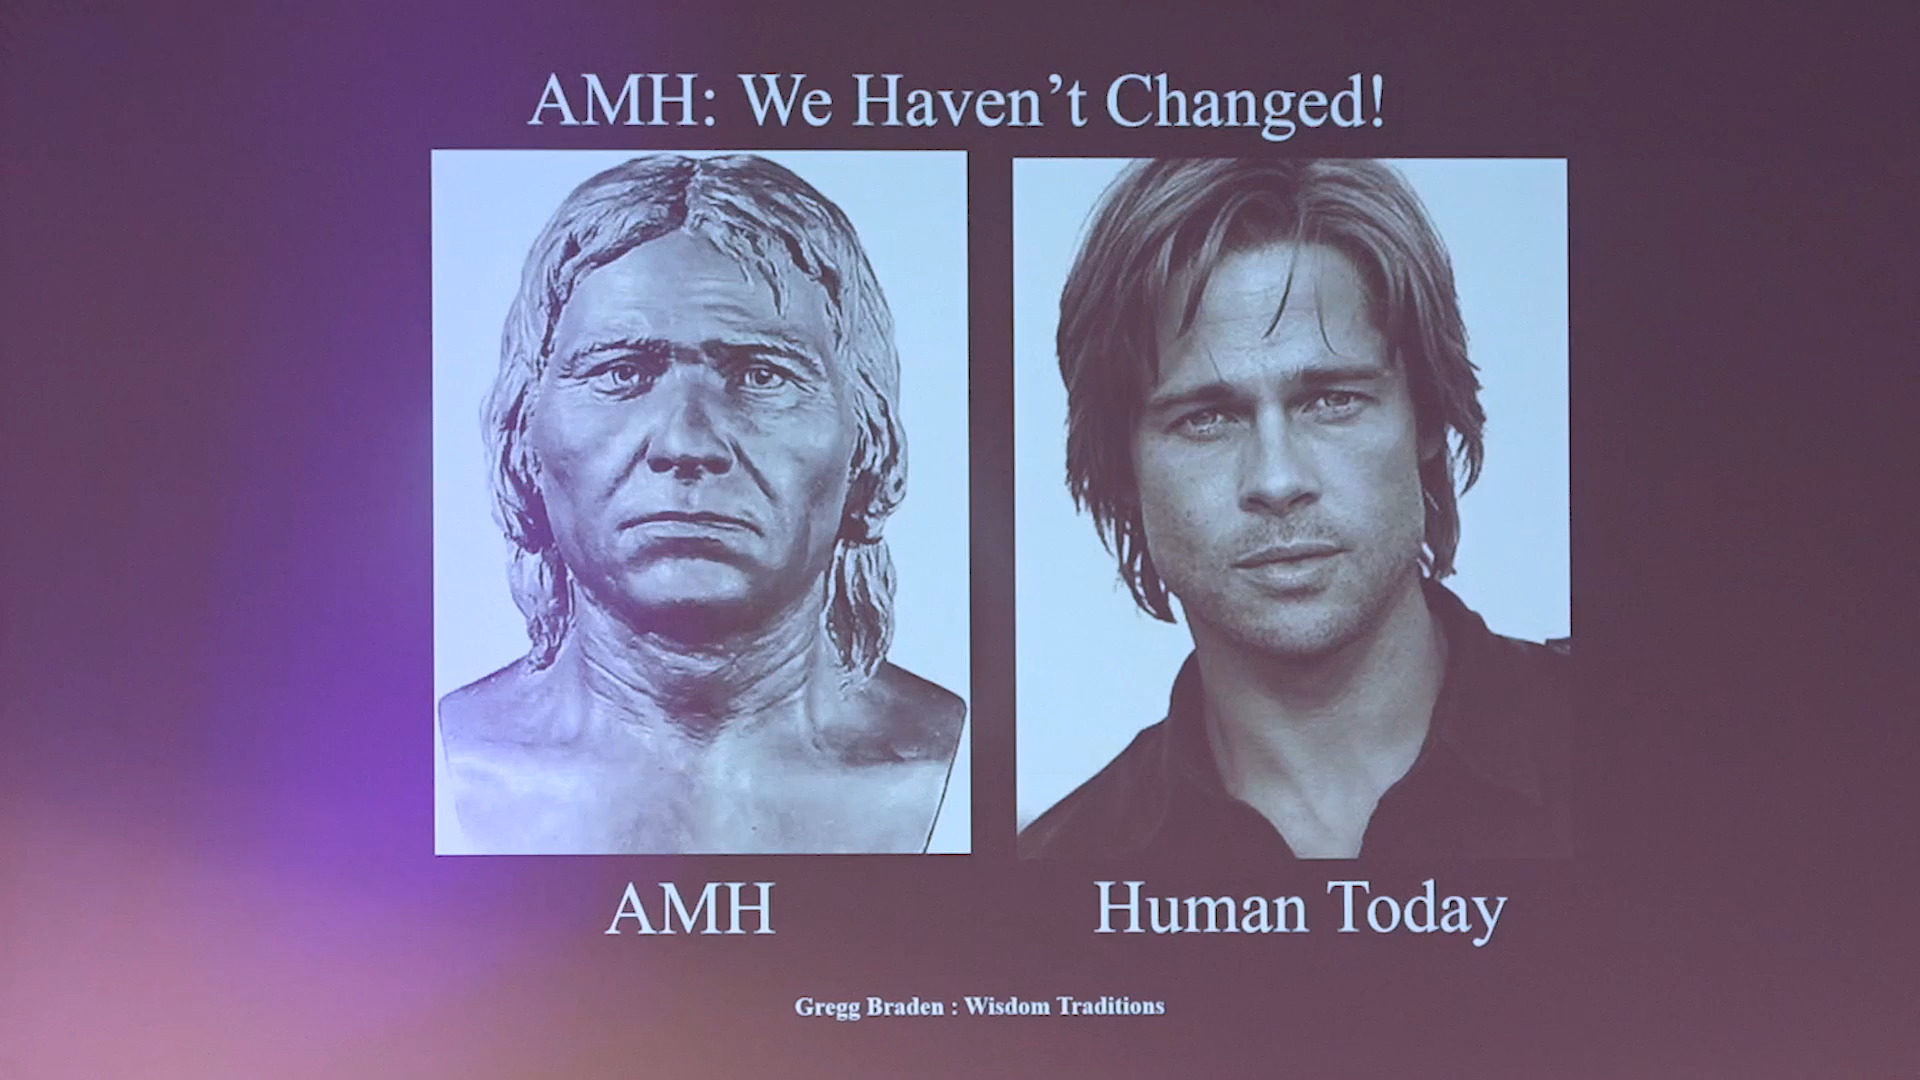 AMH: We Haven’t Changed!
AMH
Human Today
Gregg Braden : Wisdom Traditions